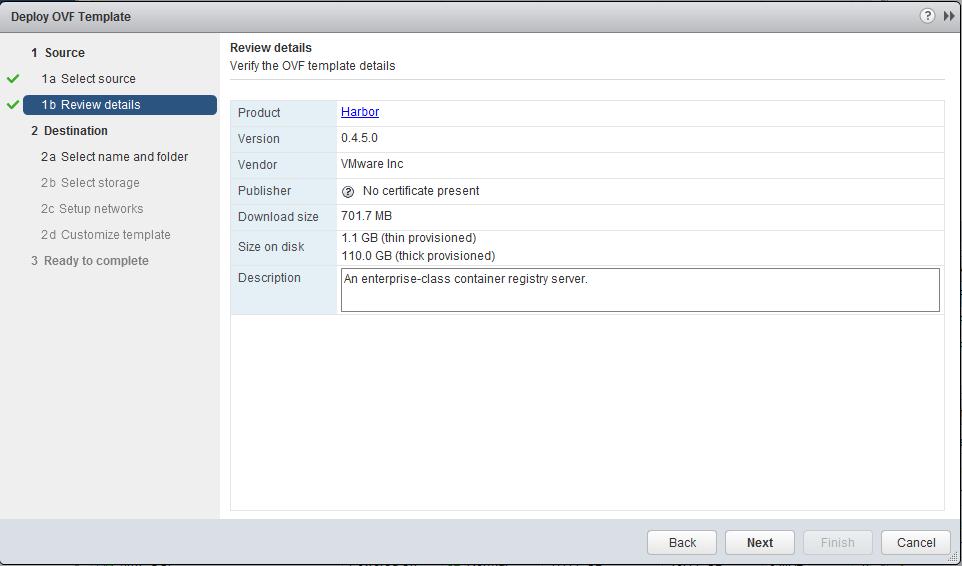 Deploy OVF Template
1 Source
1a Select source
1b Review details
2 Destination
2a Select name and folder
2b Select storage
2c Setup networks
2d Customize template
3 Ready to complete
Review details
Verify the OVF template details
Product Harbor
Version 0.4.5.0
Vendor VMware Inc
Publisher ? No certificate present
Download size 701.7 MB
Size on disk 1.1 GB (thin provisioned)
110.0 GB (thick provisioned)
Description An enterprise-class container registry server.
Back Next Finish Cancel